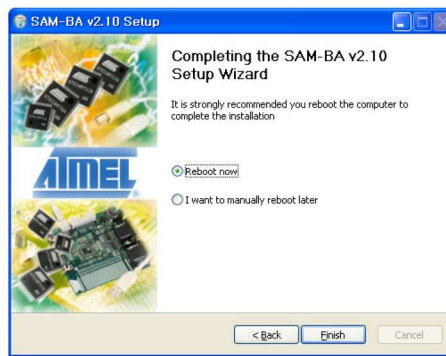 SAM-BA v2.10 Setup
Completing the SAM-BA v2.10
Setup Wizard
It is strongly recommended you reboot the computer to
complete the installation
ATMEL
Reboot now
I want to manually reboot later
< Back
Finish
Cancel